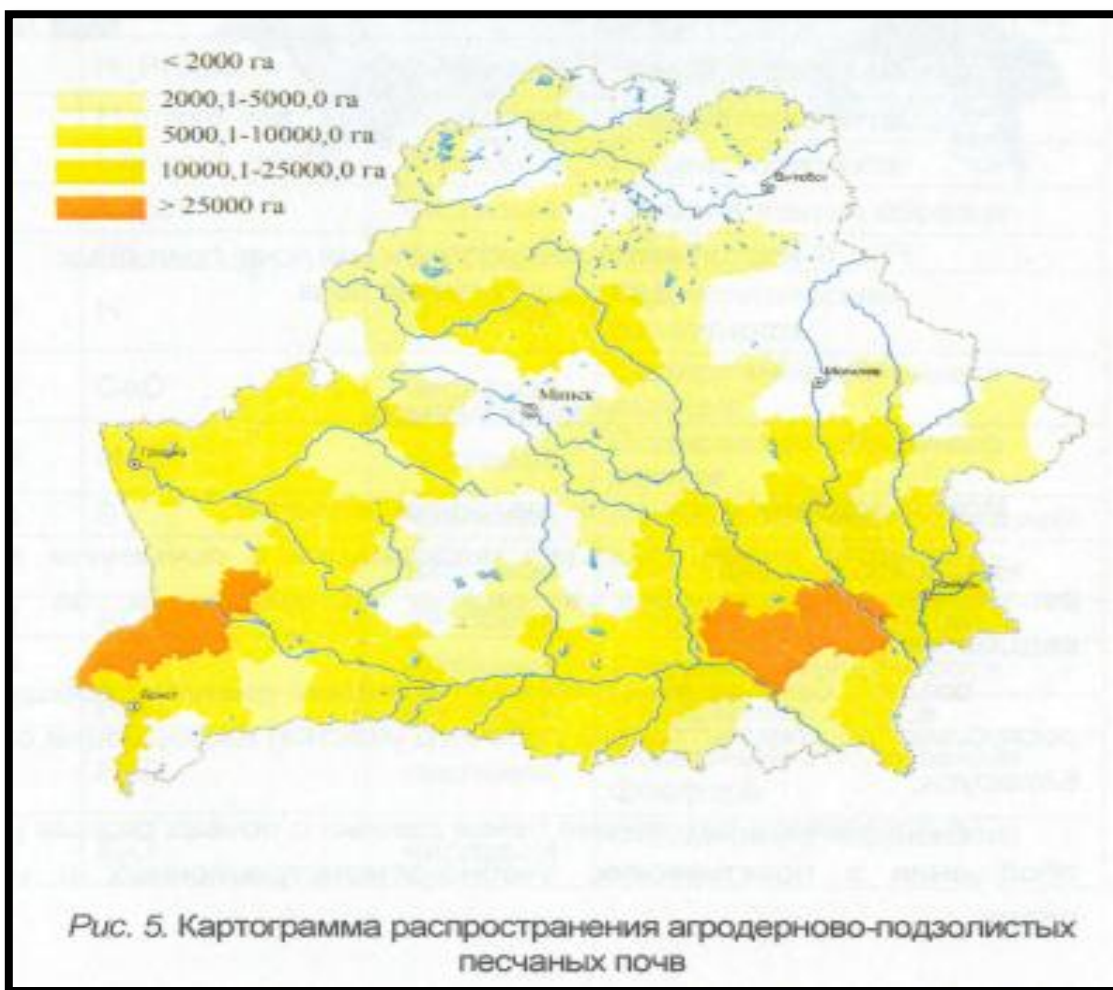 < 2000 га
2000,1-5000,0 га
5000,1-10000,0 га
10000,1-25000,0 га
> 25000 га
Витебск
Могилев
Минск
Гродно
Брест
Рис. 5. Картограмма распространения агродерново-подзолистых
песчаных почв